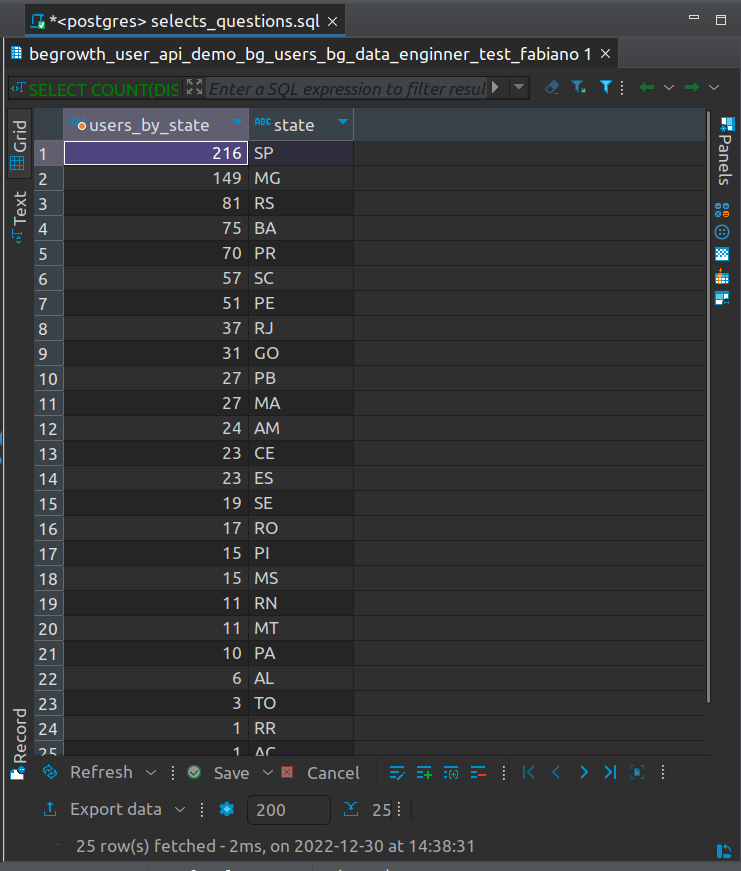 *<postgres> selects_questions.sql
begrowth_user_api_demo_bg_users_bg_data_enginner_test_fabiano 1
SELECT COUNT(DIS Enter a SQL expression to filter resul
Grid
Text
Record
Panels
users_by_state ABC state
1 216 SP
2 149 MG
3 81 RS
4 75 BA
5 70 PR
6 57 SC
7 51 PE
8 37 RJ
9 31 GO
10 27 PB
11 27 MA
12 24 AM
13 23 CE
14 23 ES
15 19 SE
16 17 RO
17 15 PI
18 15 MS
19 11 RN
20 11 MT
21 10 PA
22 6 AL
23 3 TO
24 1 RR
25 1 AC
Refresh Save Cancel
Export data 200 25
25 row(s) fetched - 2ms, on 2022-12-30 at 14:38:31